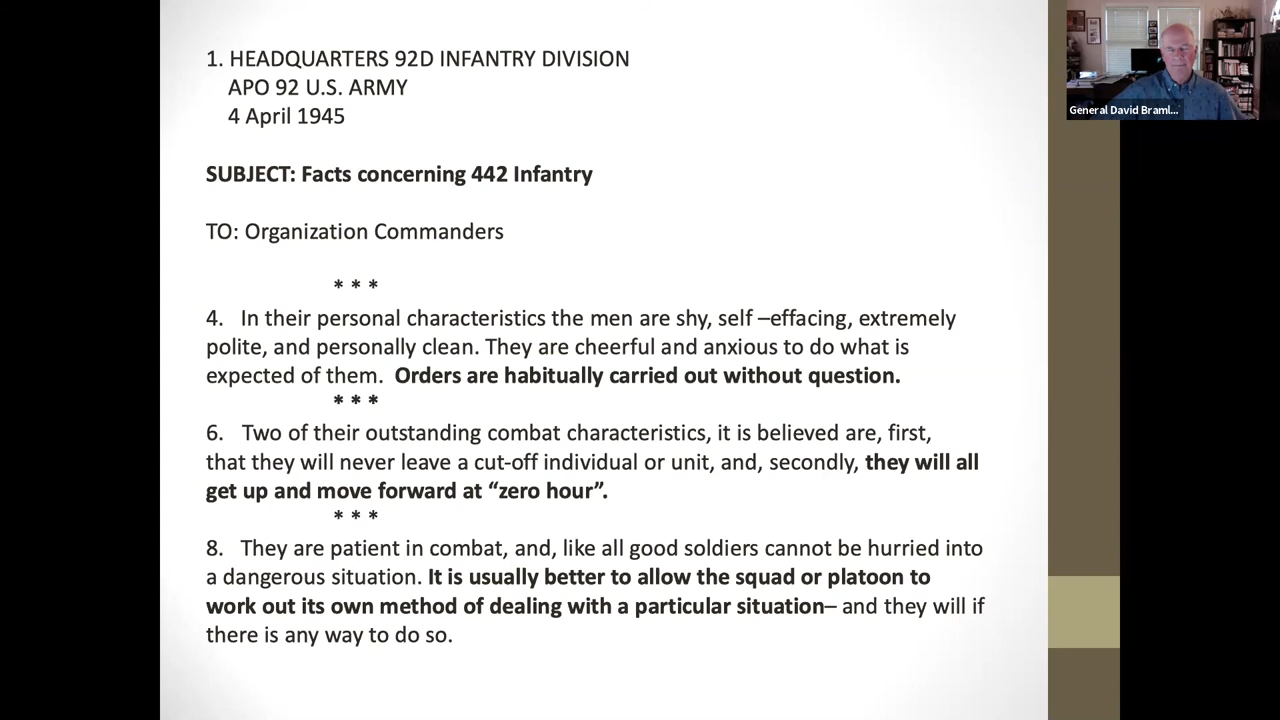 1. HEADQUARTERS 92D INFANTRY DIVISION
APO 92 U.S. ARMY
4 April 1945
SUBJECT: Facts concerning 442 Infantry
TO: Organization Commanders
* * *
4. In their personal characteristics the men are shy, self –effacing, extremely
polite, and personally clean. They are cheerful and anxious to do what is
expected of them. Orders are habitually carried out without question.
* * *
6. Two of their outstanding combat characteristics, it is believed are, first,
that they will never leave a cut-off individual or unit, and, secondly, they will all
get up and move forward at “zero hour”.
* * *
8. They are patient in combat, and, like all good soldiers cannot be hurried into
a dangerous situation. It is usually better to allow the squad or platoon to
work out its own method of dealing with a particular situation– and they will if
there is any way to do so.
General David Braml...